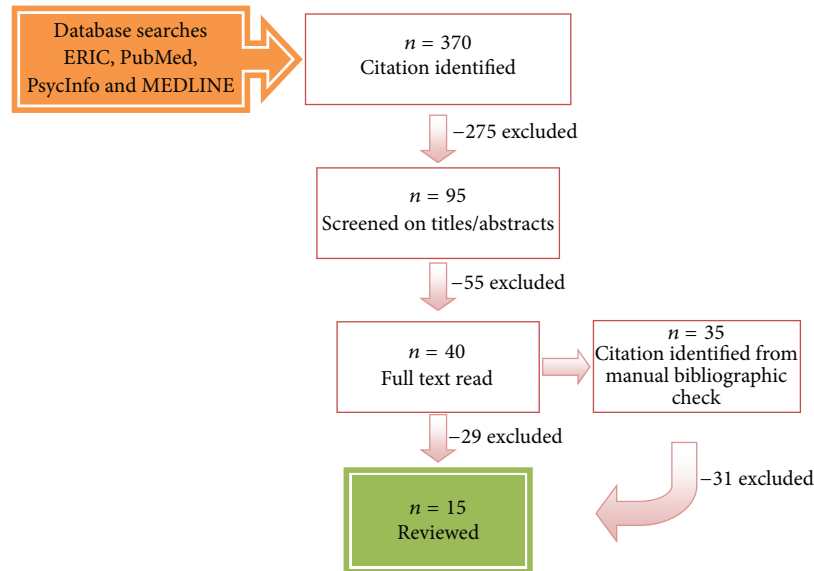 Database searches
ERIC, PubMed,
PsycInfo and MEDLINE
n = 370
Citation identified
−275 excluded
n = 95
Screened on titles/abstracts
−55 excluded
n = 40
Full text read
n = 35
Citation identified from
manual bibliographic
check
−29 excluded
−31 excluded
n = 15
Reviewed